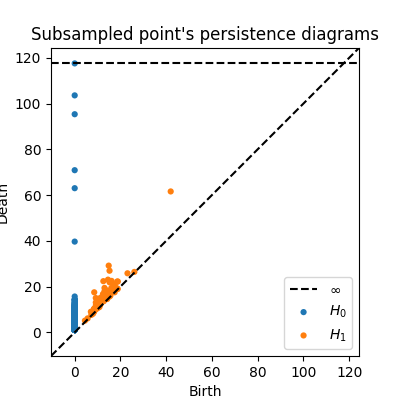 Subsampled point's persistence diagrams
120
100
80
60
40
20
0
Death
0 20 40 60 80 100 120
Birth
∞
H₀
H₁